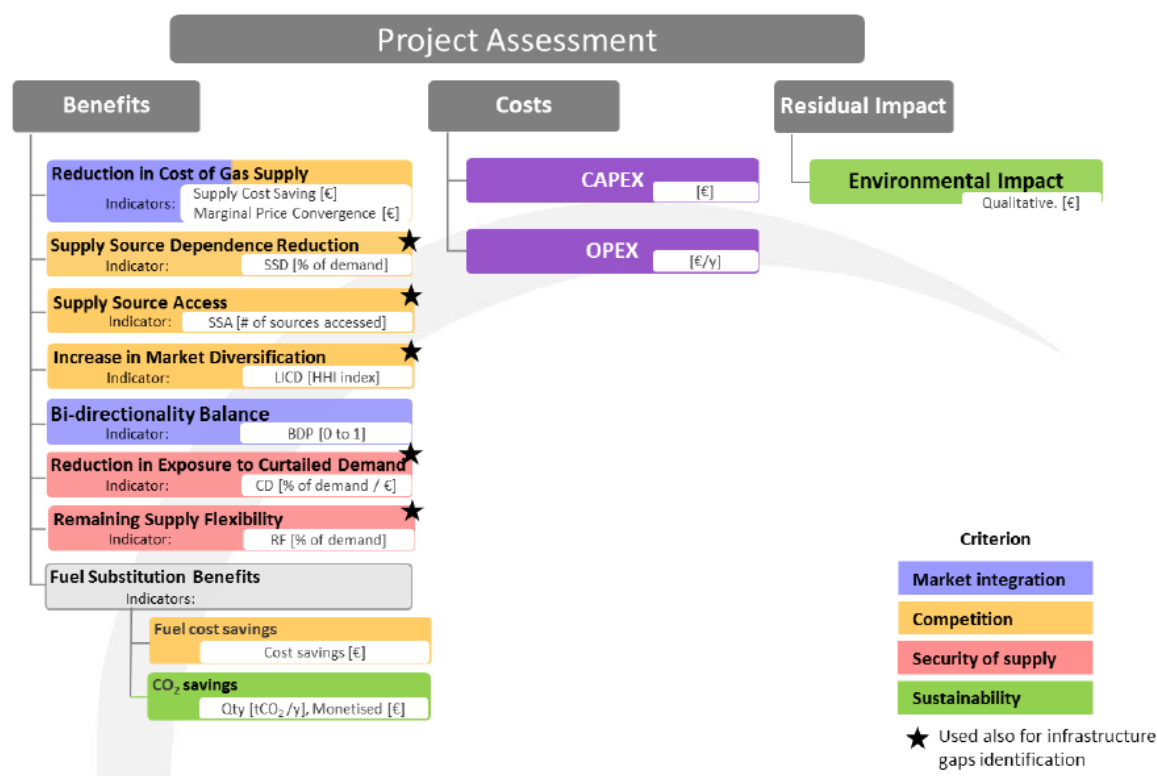 Project Assessment
Benefits
Reduction in Cost of Gas Supply
Indicators:
Supply Cost Saving [€]
Marginal Price Convergence [€]
Supply Source Dependence Reduction
Indicator:
SSD [% of demand]
Supply Source Access
Indicator:
SSA [# of sources accessed]
Increase in Market Diversification
Indicator:
LICD [HHI index]
Bi-directionality Balance
Indicator:
BDP [0 to 1]
Reduction in Exposure to Curtailed Demand
Indicator:
CD [% of demand / €]
Remaining Supply Flexibility
Indicator:
RF [% of demand]
Fuel Substitution Benefits
Indicators:
Fuel cost savings
Cost savings [€]
CO₂ savings
Qty [tCO₂/y], Monetised [€]
Costs
CAPEX
[€]
OPEX
[€/y]
Residual Impact
Environmental Impact
Qualitative. [€]
Criterion
Market integration
Competition
Security of supply
Sustainability
Used also for infrastructure
gaps identification